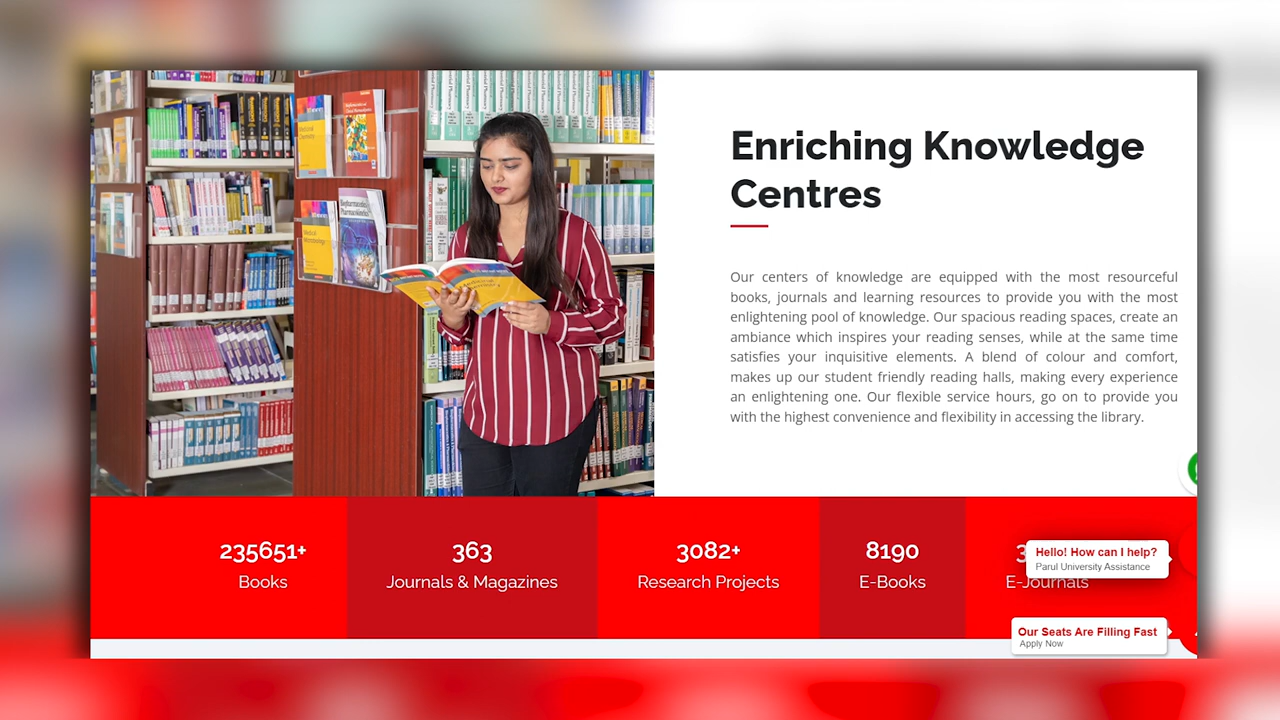 Enriching Knowledge
Centres
Our centers of knowledge are equipped with the most resourceful
books, journals and learning resources to provide you with the most
enlightening pool of knowledge. Our spacious reading spaces, create an
ambiance which inspires your reading senses, while at the same time
satisfies your inquisitive elements. A blend of colour and comfort,
makes up our student friendly reading halls, making every experience
an enlightening one. Our flexible service hours, go on to provide you
with the highest convenience and flexibility in accessing the library.
235651+
Books
363
Journals & Magazines
3082+
Research Projects
8190
E-Books
E-Journals
Hello! How can I help?
Parul University Assistance
Our Seats Are Filling Fast
Apply Now